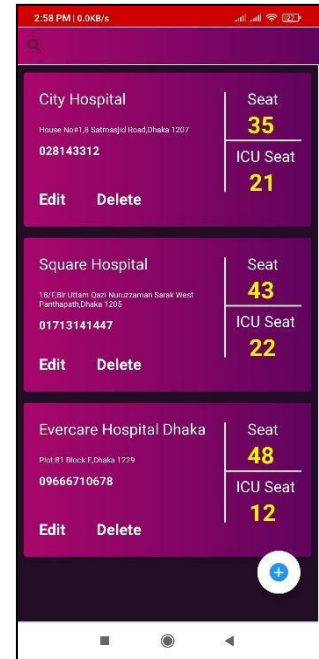 2:58 PM | 0.0KB/s
City Hospital
House No#1,8 Satmasjid Road,Dhaka 1207
028143312
Edit Delete
Seat
35
ICU Seat
21
Square Hospital
18/F,Bir Uttam Qazi Nuruzzaman Sarak West
Panthapath,Dhaka 1205
01713141447
Edit Delete
Seat
43
ICU Seat
22
Evercare Hospital Dhaka
Plot:81 Block:E,Dhaka 1229
09666710678
Edit Delete
Seat
48
ICU Seat
12